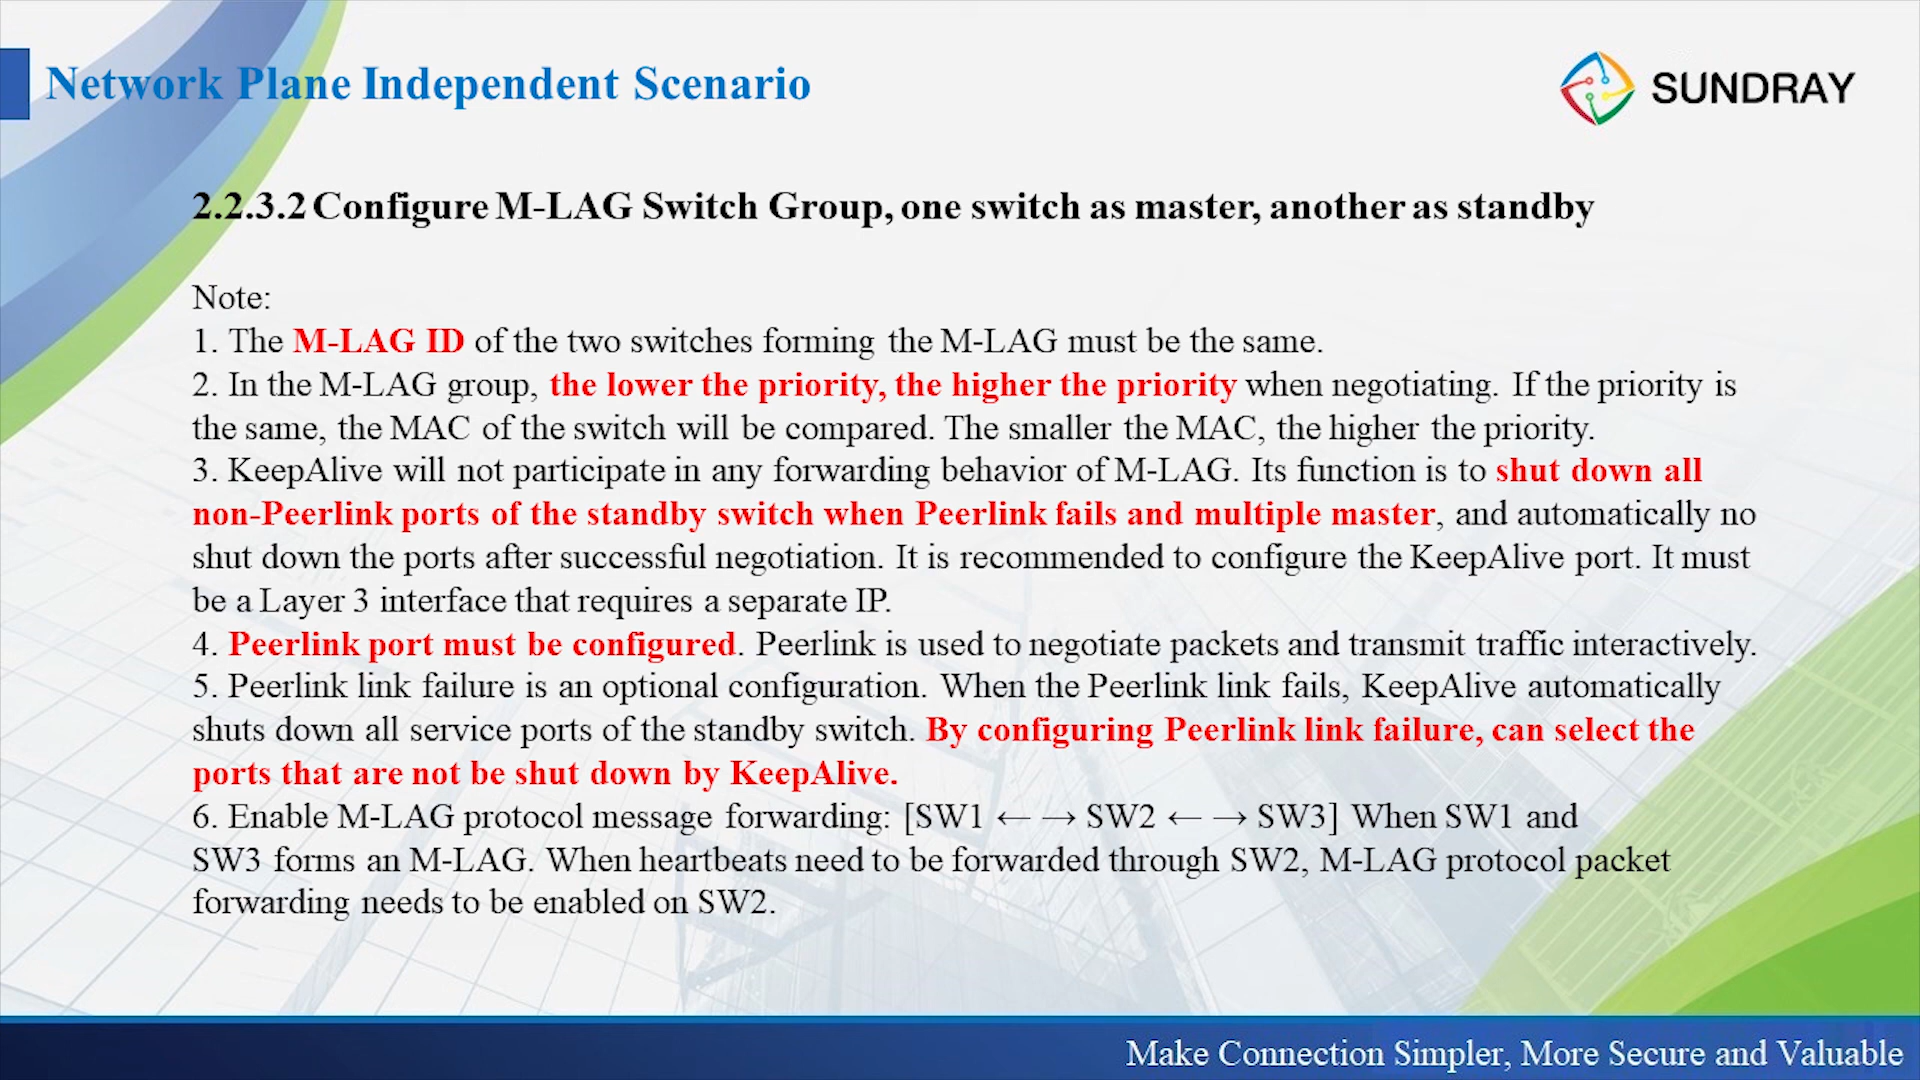 Network Plane Independent Scenario
SUNDRAY
2.2.3.2 Configure M-LAG Switch Group, one switch as master, another as standby
Note:
1. The M-LAG ID of the two switches forming the M-LAG must be the same.
2. In the M-LAG group, the lower the priority, the higher the priority when negotiating. If the priority is
the same, the MAC of the switch will be compared. The smaller the MAC, the higher the priority.
3. KeepAlive will not participate in any forwarding behavior of M-LAG. Its function is to shut down all
non-Peerlink ports of the standby switch when Peerlink fails and multiple master, and automatically no
shut down the ports after successful negotiation. It is recommended to configure the KeepAlive port. It must
be a Layer 3 interface that requires a separate IP.
4. Peerlink port must be configured. Peerlink is used to negotiate packets and transmit traffic interactively.
5. Peerlink link failure is an optional configuration. When the Peerlink link fails, KeepAlive automatically
shuts down all service ports of the standby switch. By configuring Peerlink link failure, can select the
ports that are not be shut down by KeepAlive.
6. Enable M-LAG protocol message forwarding: [SW1 ← → SW2 ← → SW3] When SW1 and
SW3 forms an M-LAG. When heartbeats need to be forwarded through SW2, M-LAG protocol packet
forwarding needs to be enabled on SW2.
Make Connection Simpler, More Secure and Valuable